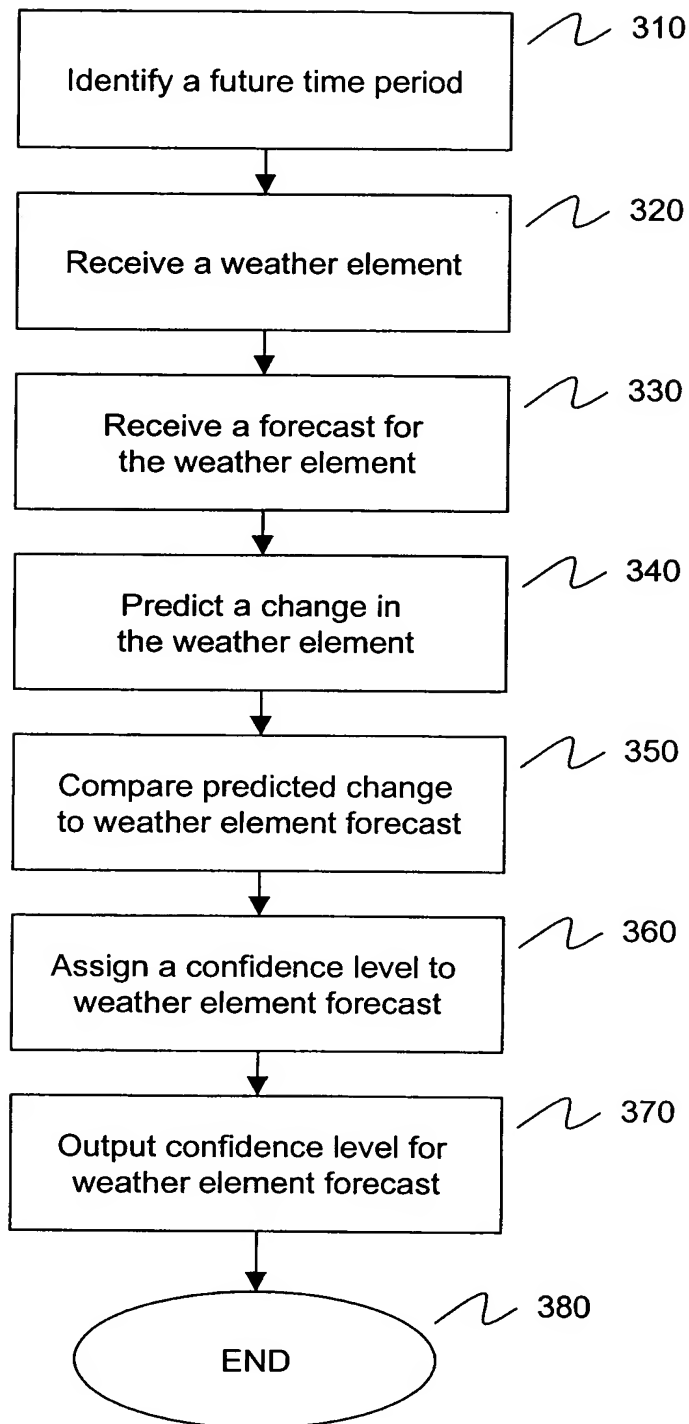 310
Identify a future time period
320
Receive a weather element
330
Receive a forecast for
the weather element
340
Predict a change in
the weather element
350
Compare predicted change
to weather element forecast
360
Assign a confidence level to
weather element forecast
370
Output confidence level for
weather element forecast
380
END